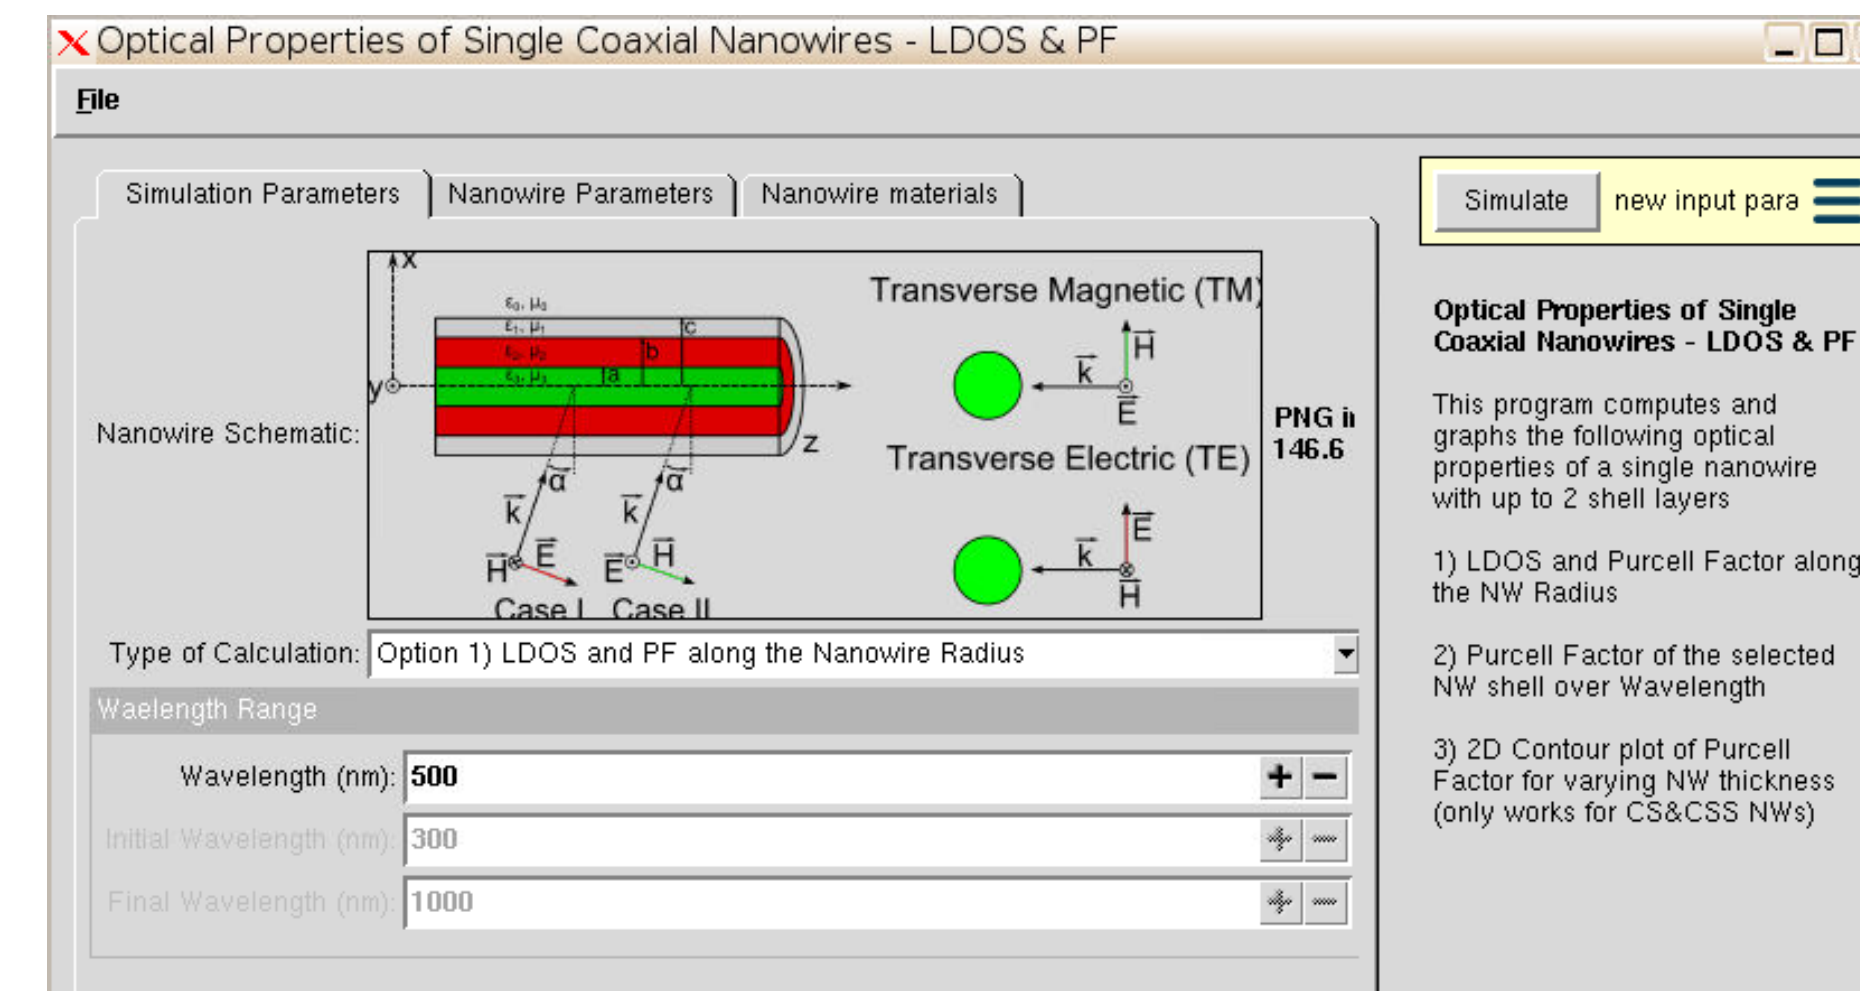 Optical Properties of Single Coaxial Nanowires - LDOS & PF
File
Simulation Parameters
Nanowire Parameters
Nanowire materials
Simulate
new input para
Nanowire Schematic:
x
y
z
ε₀, μ₀
ε₁, μ₁
a
b
c
α
α
k
k
H
E
E
H
Case I
Case II
Transverse Magnetic (TM)
H
k
E
Transverse Electric (TE)
E
k
H
PNG i
146.6
Type of Calculation:
Option 1) LDOS and PF along the Nanowire Radius
Waelength Range
Wavelength (nm):
500
Initial Wavelength (nm):
300
Final Wavelength (nm):
1000
Optical Properties of Single
Coaxial Nanowires - LDOS & PF
This program computes and
graphs the following optical
properties of a single nanowire
with up to 2 shell layers
1) LDOS and Purcell Factor along
the NW Radius
2) Purcell Factor of the selected
NW shell over Wavelength
3) 2D Contour plot of Purcell
Factor for varying NW thickness
(only works for CS&CSS NWs)